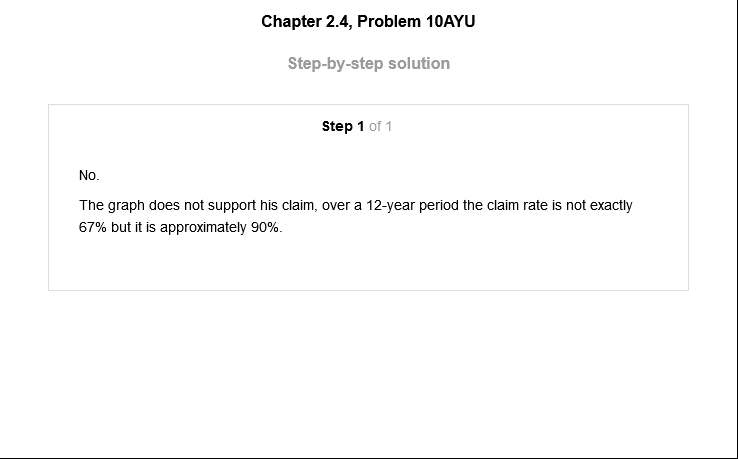 Chapter 2.4, Problem 10AYU
Step-by-step solution
Step 1 of 1
No.
The graph does not support his claim, over a 12-year period the claim rate is not exactly
67% but it is approximately 90%.